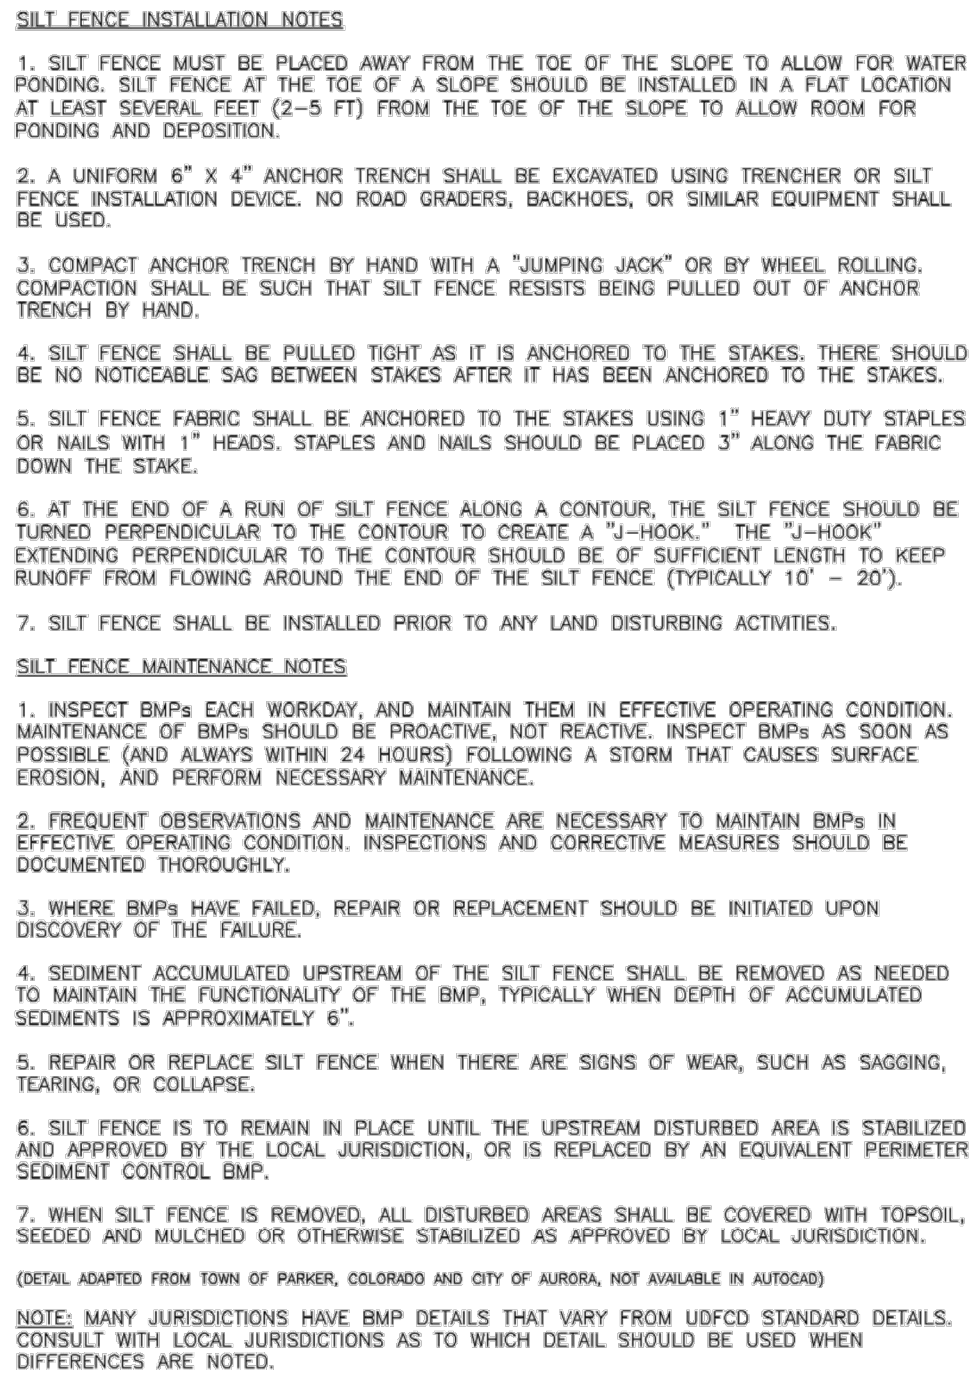 SILT FENCE INSTALLATION NOTES
1. SILT FENCE MUST BE PLACED AWAY FROM THE TOE OF THE SLOPE TO ALLOW FOR WATER
PONDING. SILT FENCE AT THE TOE OF A SLOPE SHOULD BE INSTALLED IN A FLAT LOCATION
AT LEAST SEVERAL FEET (2-5 FT) FROM THE TOE OF THE SLOPE TO ALLOW ROOM FOR
PONDING AND DEPOSITION.
2. A UNIFORM 6" X 4" ANCHOR TRENCH SHALL BE EXCAVATED USING TRENCHER OR SILT
FENCE INSTALLATION DEVICE. NO ROAD GRADERS, BACKHOES, OR SIMILAR EQUIPMENT SHALL
BE USED.
3. COMPACT ANCHOR TRENCH BY HAND WITH A "JUMPING JACK" OR BY WHEEL ROLLING.
COMPACTION SHALL BE SUCH THAT SILT FENCE RESISTS BEING PULLED OUT OF ANCHOR
TRENCH BY HAND.
4. SILT FENCE SHALL BE PULLED TIGHT AS IT IS ANCHORED TO THE STAKES. THERE SHOULD
BE NO NOTICEABLE SAG BETWEEN STAKES AFTER IT HAS BEEN ANCHORED TO THE STAKES.
5. SILT FENCE FABRIC SHALL BE ANCHORED TO THE STAKES USING 1" HEAVY DUTY STAPLES
OR NAILS WITH 1" HEADS. STAPLES AND NAILS SHOULD BE PLACED 3" ALONG THE FABRIC
DOWN THE STAKE.
6. AT THE END OF A RUN OF SILT FENCE ALONG A CONTOUR, THE SILT FENCE SHOULD BE
TURNED PERPENDICULAR TO THE CONTOUR TO CREATE A "J-HOOK." THE "J-HOOK"
EXTENDING PERPENDICULAR TO THE CONTOUR SHOULD BE OF SUFFICIENT LENGTH TO KEEP
RUNOFF FROM FLOWING AROUND THE END OF THE SILT FENCE (TYPICALLY 10' - 20').
7. SILT FENCE SHALL BE INSTALLED PRIOR TO ANY LAND DISTURBING ACTIVITIES.
SILT FENCE MAINTENANCE NOTES
1. INSPECT BMPs EACH WORKDAY, AND MAINTAIN THEM IN EFFECTIVE OPERATING CONDITION.
MAINTENANCE OF BMPs SHOULD BE PROACTIVE, NOT REACTIVE. INSPECT BMPs AS SOON AS
POSSIBLE (AND ALWAYS WITHIN 24 HOURS) FOLLOWING A STORM THAT CAUSES SURFACE
EROSION, AND PERFORM NECESSARY MAINTENANCE.
2. FREQUENT OBSERVATIONS AND MAINTENANCE ARE NECESSARY TO MAINTAIN BMPs IN
EFFECTIVE OPERATING CONDITION. INSPECTIONS AND CORRECTIVE MEASURES SHOULD BE
DOCUMENTED THOROUGHLY.
3. WHERE BMPs HAVE FAILED, REPAIR OR REPLACEMENT SHOULD BE INITIATED UPON
DISCOVERY OF THE FAILURE.
4. SEDIMENT ACCUMULATED UPSTREAM OF THE SILT FENCE SHALL BE REMOVED AS NEEDED
TO MAINTAIN THE FUNCTIONALITY OF THE BMP, TYPICALLY WHEN DEPTH OF ACCUMULATED
SEDIMENTS IS APPROXIMATELY 6".
5. REPAIR OR REPLACE SILT FENCE WHEN THERE ARE SIGNS OF WEAR, SUCH AS SAGGING,
TEARING, OR COLLAPSE.
6. SILT FENCE IS TO REMAIN IN PLACE UNTIL THE UPSTREAM DISTURBED AREA IS STABILIZED
AND APPROVED BY THE LOCAL JURISDICTION, OR IS REPLACED BY AN EQUIVALENT PERIMETER
SEDIMENT CONTROL BMP.
7. WHEN SILT FENCE IS REMOVED, ALL DISTURBED AREAS SHALL BE COVERED WITH TOPSOIL,
SEEDED AND MULCHED OR OTHERWISE STABILIZED AS APPROVED BY LOCAL JURISDICTION.
(DETAIL ADAPTED FROM TOWN OF PARKER, COLORADO AND CITY OF AURORA, NOT AVAILABLE IN AUTOCAD)
NOTE: MANY JURISDICTIONS HAVE BMP DETAILS THAT VARY FROM UDFCD STANDARD DETAILS.
CONSULT WITH LOCAL JURISDICTIONS AS TO WHICH DETAIL SHOULD BE USED WHEN
DIFFERENCES ARE NOTED.